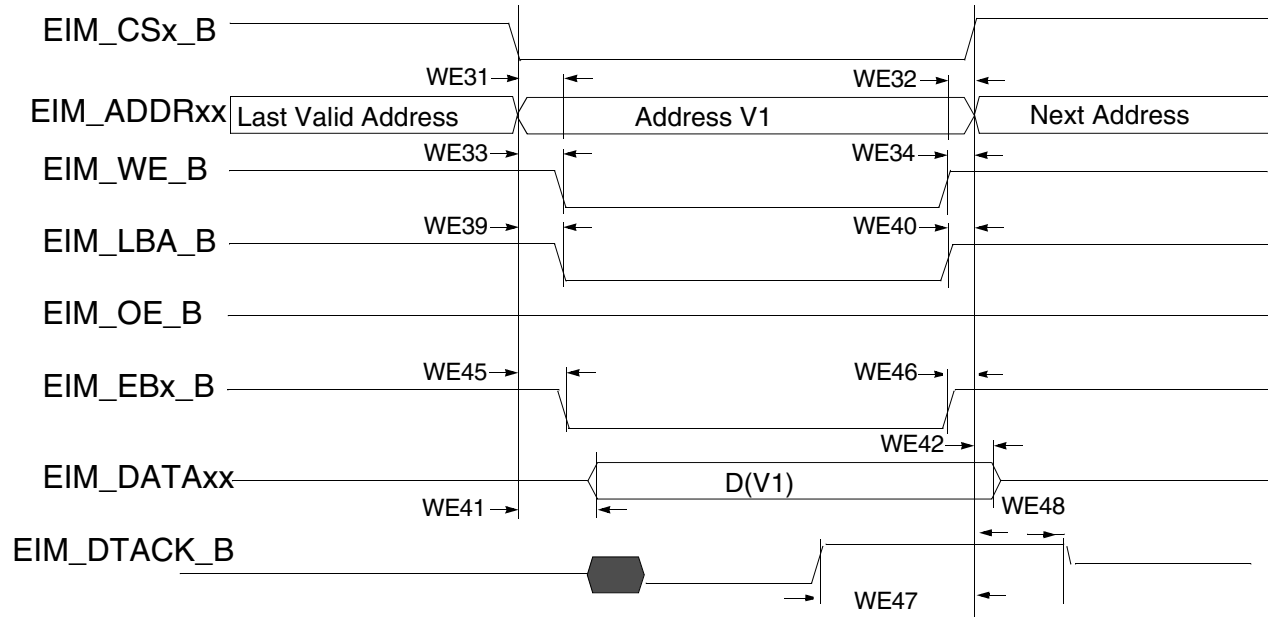 EIM_CSx_B
WE31
WE32
EIM_ADDRxx
Last Valid Address
Address V1
Next Address
WE33
WE34
EIM_WE_B
WE39
WE40
EIM_LBA_B
EIM_OE_B
WE45
WE46
EIM_EBx_B
WE42
EIM_DATAxx
D(V1)
WE41
WE48
EIM_DTACK_B
WE47